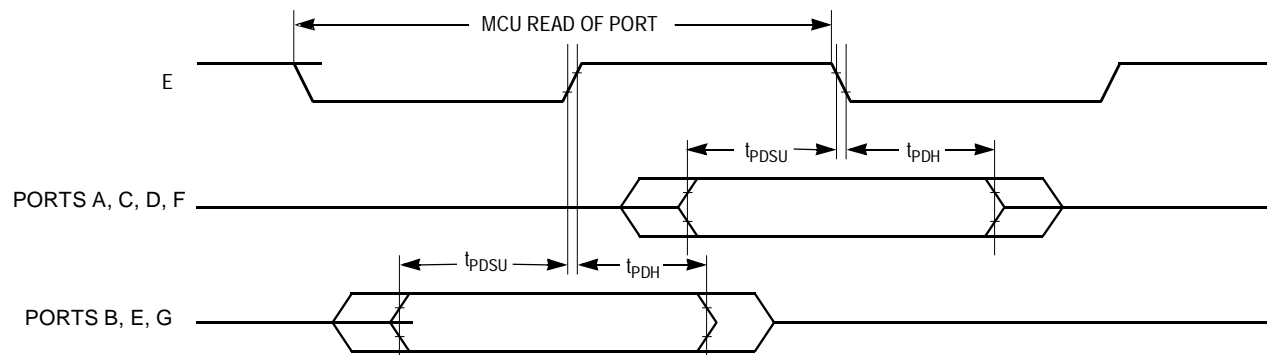 MCU READ OF PORT
E
tPDSU
tPDH
PORTS A, C, D, F
tPDSU
tPDH
PORTS B, E, G